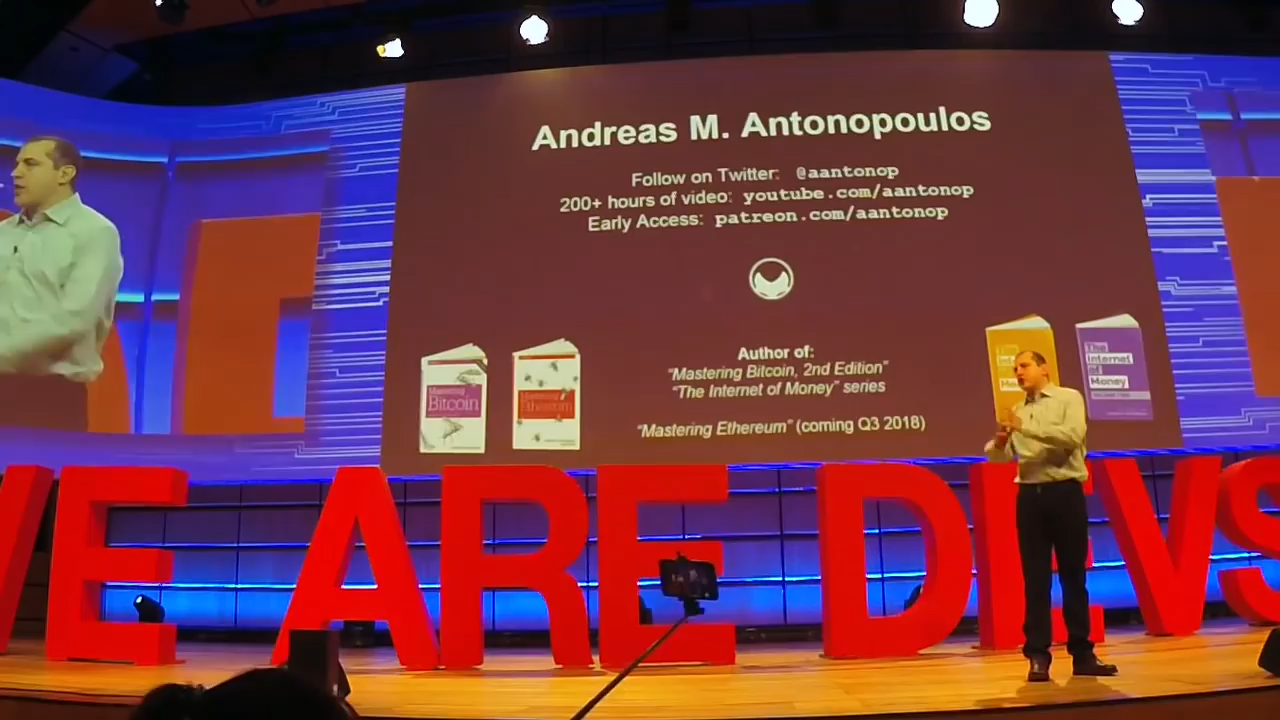 Andreas M. Antonopoulos
Follow on Twitter: @aantonop
200+ hours of video: youtube.com/aantonop
Early Access: patreon.com/aantonop
Author of:
"Mastering Bitcoin, 2nd Edition"
"The Internet of Money" series
"Mastering Ethereum" (coming Q3 2018)
Mastering
Bitcoin
Mastering
Ethereum
The
The
Internet
of
Money
WE ARE DEVS